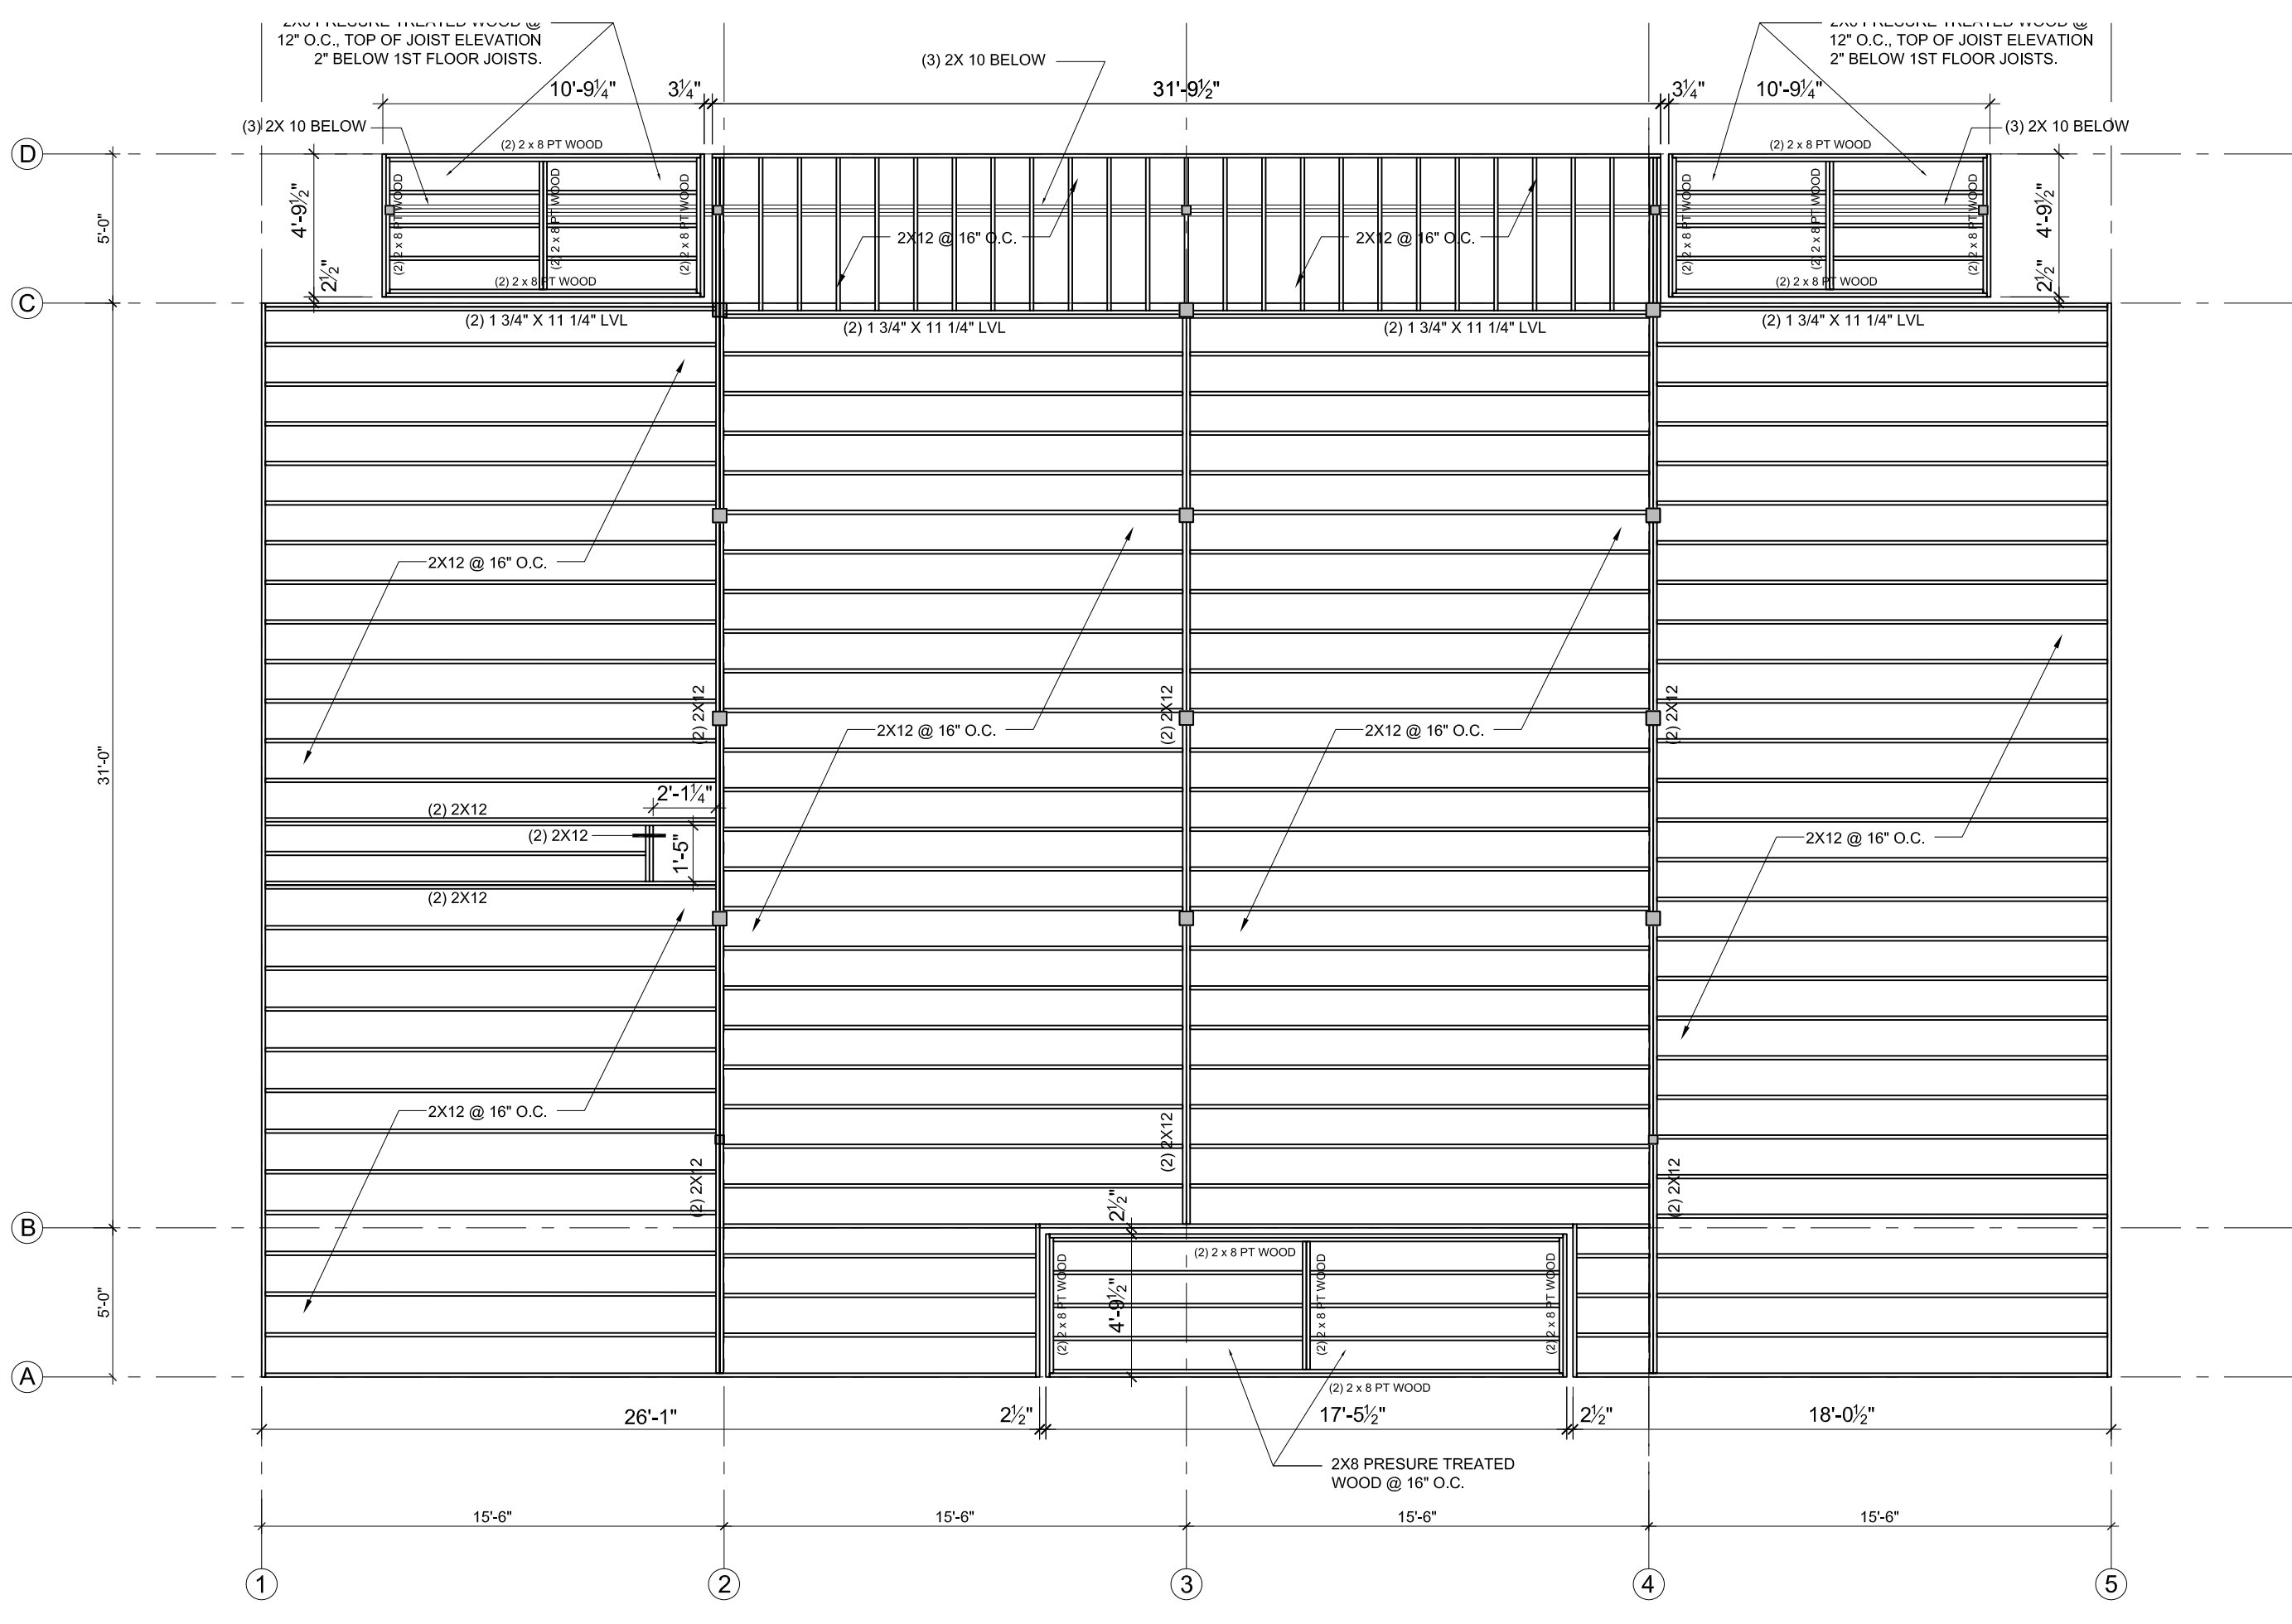 12" O.C., TOP OF JOIST ELEVATION
2" BELOW 1ST FLOOR JOISTS.
12" O.C., TOP OF JOIST ELEVATION
2" BELOW 1ST FLOOR JOISTS.
(3) 2X 10 BELOW
10'-9¼"
3¼"
31'-9½"
3¼"
10'-9¼"
(3) 2X 10 BELOW
(3) 2X 10 BELOW
D
(2) 2 x 8 PT WOOD
(2) 2 x 8 PT WOOD
5'-0"
4'-9½"
(2) 2 x 8 PT WOOD
(2) 2 x 8 PT WOOD
(2) 2 x 8 PT WOOD
2X12 @ 16" O.C.
2X12 @ 16" O.C.
(2) 2 x 8 PT WOOD
(2) 2 x 8 PT WOOD
(2) 2 x 8 PT WOOD
4'-9½"
2½"
(2) 2 x 8 PT WOOD
(2) 2 x 8 PT WOOD
2½"
C
(2) 1 3/4" X 11 1/4" LVL
(2) 1 3/4" X 11 1/4" LVL
(2) 1 3/4" X 11 1/4" LVL
(2) 1 3/4" X 11 1/4" LVL
2X12 @ 16" O.C.
(2) 2X12
(2) 2X12
(2) 2X12
2X12 @ 16" O.C.
2X12 @ 16" O.C.
31'-0"
2'-1¼"
(2) 2X12
(2) 2X12
1'-5"
2X12 @ 16" O.C.
(2) 2X12
2X12 @ 16" O.C.
(2) 2X12
(2) 2X12
(2) 2X12
2½"
B
(2) 2 x 8 PT WOOD
5'-0"
(2) 2 x 8 PT WOOD
4'-9½"
(2) 2 x 8 PT WOOD
(2) 2 x 8 PT WOOD
A
(2) 2 x 8 PT WOOD
26'-1"
2½"
17'-5½"
2½"
18'-0½"
2X8 PRESURE TREATED
WOOD @ 16" O.C.
15'-6"
15'-6"
15'-6"
15'-6"
1
2
3
4
5